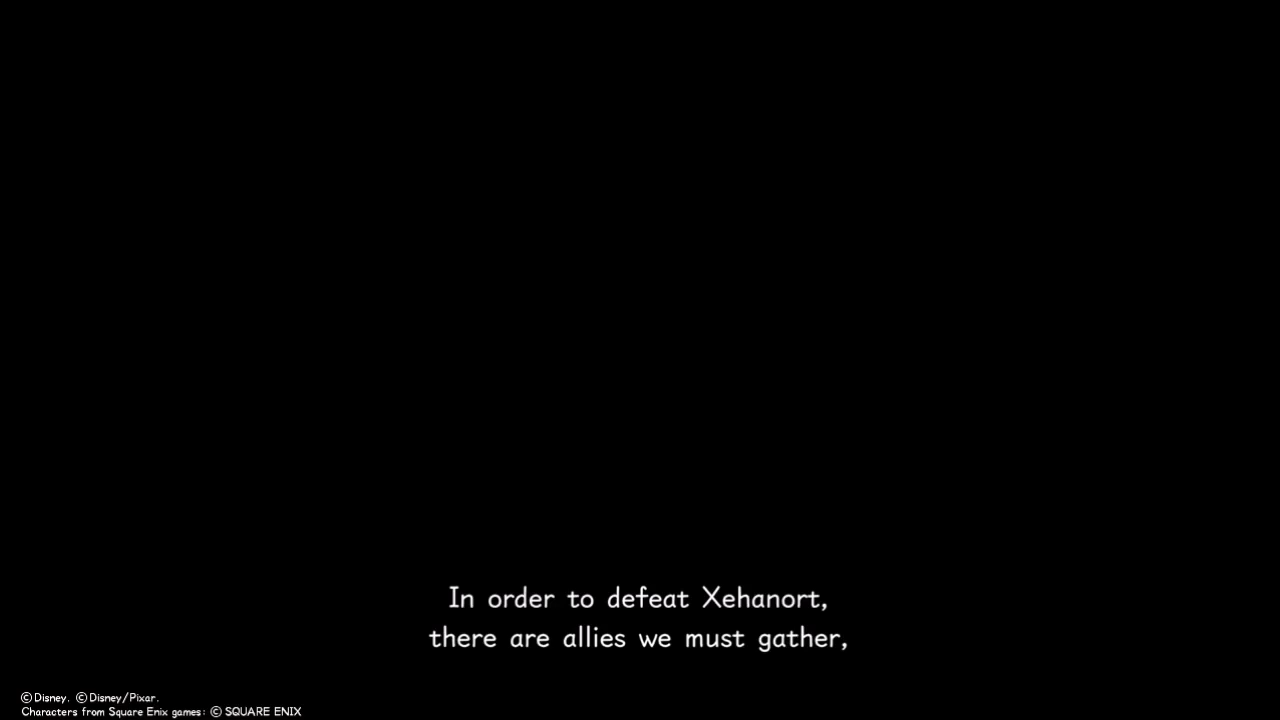 In order to defeat Xehanort,
there are allies we must gather,
©Disney. ©Disney/Pixar.
Characters from Square Enix games: © SQUARE ENIX